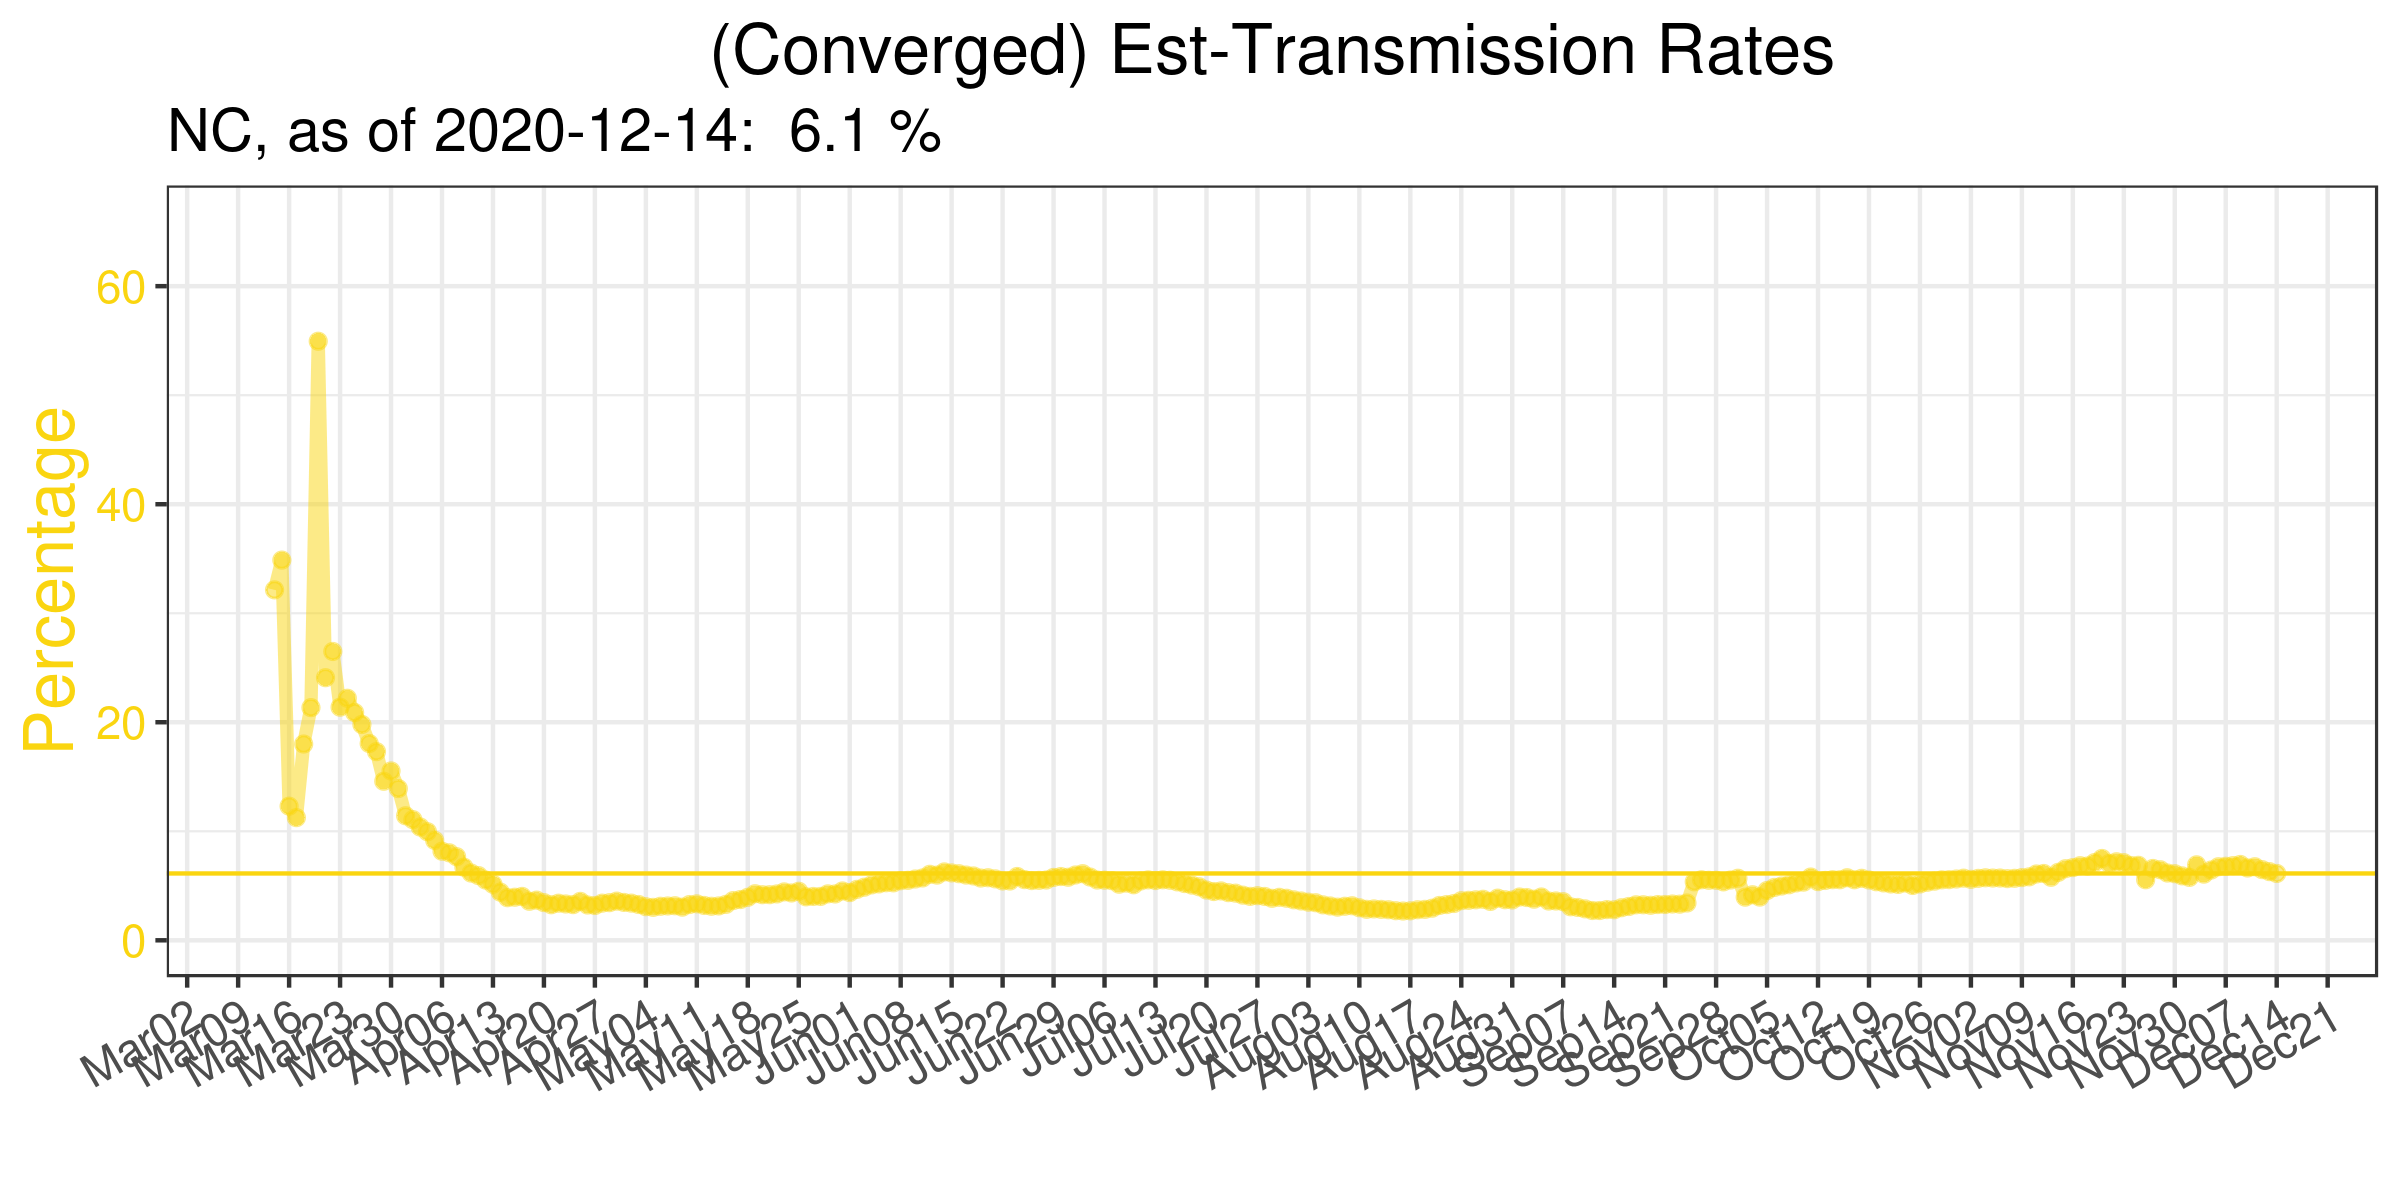 (Converged) Est-Transmission Rates
NC, as of 2020-12-14:  6.1 %
Percentage
60
40
20
0
Mar02
Mar09
Mar16
Mar23
Mar30
Apr06
Apr13
Apr20
Apr27
May04
May11
May18
May25
Jun01
Jun08
Jun15
Jun22
Jun29
Jul06
Jul13
Jul20
Jul27
Aug03
Aug10
Aug17
Aug24
Aug31
Sep07
Sep14
Sep21
Sep28
Oct05
Oct12
Oct19
Oct26
Nov02
Nov09
Nov16
Nov23
Nov30
Dec07
Dec14
Dec21